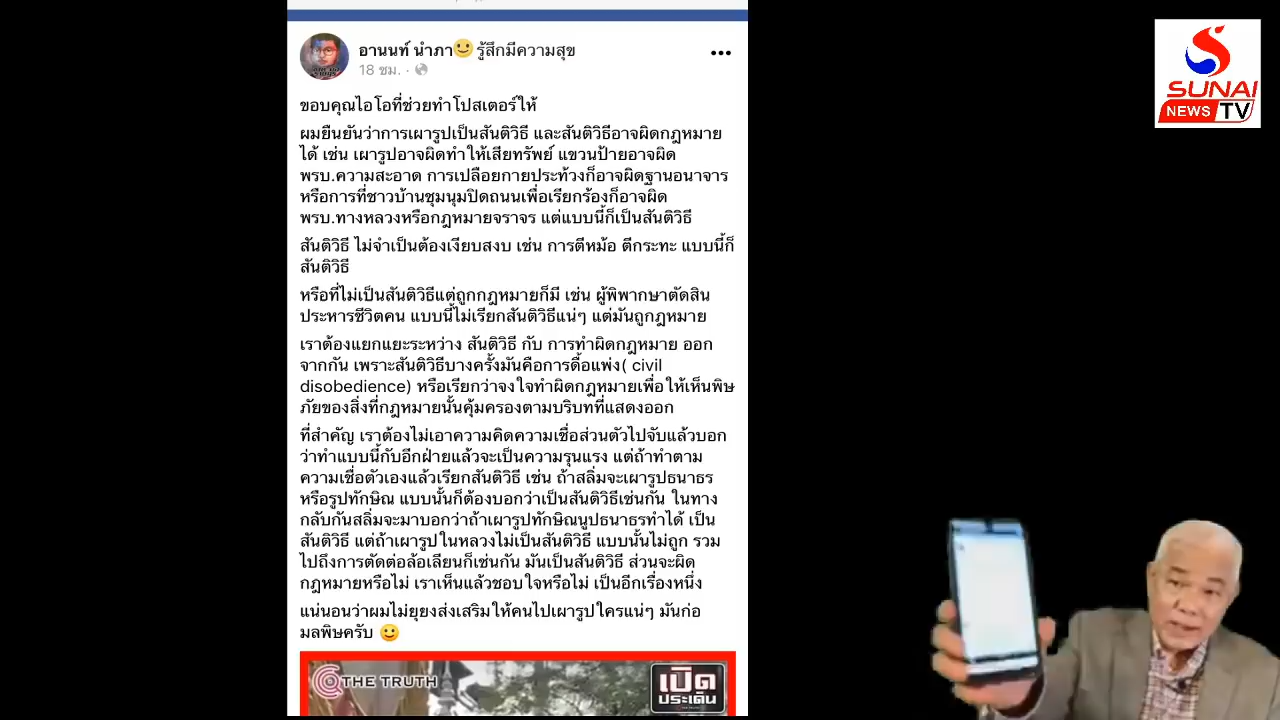 อานนท์ นำภา🙂 รู้สึกมีความสุข
18 ชม. ·
ขอบคุณไอโอที่ช่วยทำโปสเตอร์ให้
ผมยืนยันว่าการเผารูปเป็นสันติวิธี และสันติวิธีอาจผิดกฎหมาย
ได้ เช่น เผารูปอาจผิดทำให้เสียทรัพย์ แขวนป้ายอาจผิด
พรบ.ความสะอาด การเปลือยกายประท้วงก็อาจผิดฐานอนาจาร
หรือการที่ชาวบ้านชุมนุมปิดถนนเพื่อเรียกร้องก็อาจผิด
พรบ.ทางหลวงหรือกฎหมายจราจร แต่แบบนี้ก็เป็นสันติวิธี
สันติวิธี ไม่จำเป็นต้องเงียบสงบ เช่น การตีหม้อ ตีกระทะ แบบนี้ก็
สันติวิธี
หรือที่ไม่เป็นสันติวิธีแต่ถูกกฎหมายก็มี เช่น ผู้พิพากษาตัดสิน
ประหารชีวิตคน แบบนี้ไม่เรียกสันติวิธีแน่ๆ แต่มันถูกกฎหมาย
เราต้องแยกแยะระหว่าง สันติวิธี กับ การทำผิดกฎหมาย ออก
จากกัน เพราะสันติวิธีบางครั้งมันคือการดื้อแพ่ง( civil
disobedience) หรือเรียกว่าจงใจทำผิดกฎหมายเพื่อให้เห็นพิษ
ภัยของสิ่งที่กฎหมายนั้นคุ้มครองตามบริบทที่แสดงออก
ที่สำคัญ เราต้องไม่เอาความคิดความเชื่อส่วนตัวไปจับแล้วบอก
ว่าทำแบบนี้กับอีกฝ่ายแล้วจะเป็นความรุนแรง แต่ถ้าทำตาม
ความเชื่อตัวเองแล้วเรียกสันติวิธี เช่น ถ้าสลิ่มจะเผารูปธนาธร
หรือรูปทักษิณ แบบนั้นก็ต้องบอกว่าเป็นสันติวิธีเช่นกัน ในทาง
กลับกันสลิ่มจะมาบอกว่าถ้าเผารูปทักษิณนูปธนาธรทำได้ เป็น
สันติวิธี แต่ถ้าเผารูปในหลวงไม่เป็นสันติวิธี แบบนั้นไม่ถูก รวม
ไปถึงการตัดต่อล้อเลียนก็เช่นกัน มันเป็นสันติวิธี ส่วนจะผิด
กฎหมายหรือไม่ เราเห็นแล้วชอบใจหรือไม่ เป็นอีกเรื่องหนึ่ง
แน่นอนว่าผมไม่ยุยงส่งเสริมให้คนไปเผารูปใครแน่ๆ มันก่อ
มลพิษครับ 🙂
THE TRUTH
เปิด
ประเด็น
SUNAI
NEWS TV